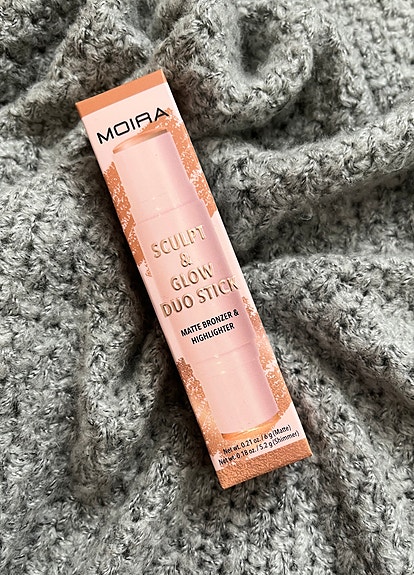 MOIRA
SCULPT
&
GLOW
DUO STICK
MATTE BRONZER &
HIGHLIGHTER
Net wt. 0.21 oz. / 6 g (Matte)
Net wt. 0.18 oz. / 5.2 g (Shimmer)